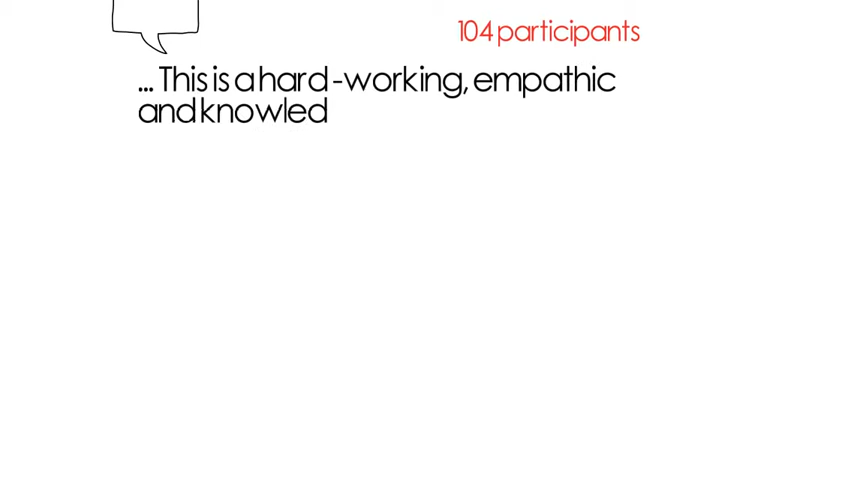 104 participants
... This is a hard-working, empathic
and knowled